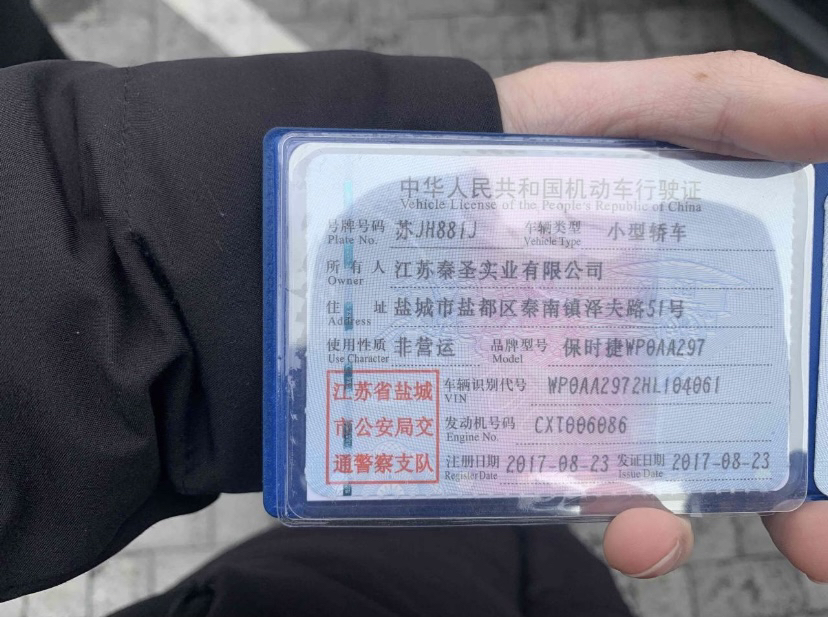 中华人民共和国机动车行驶证
Vehicle License of the People's Republic of China
号牌号码 苏JH881J 车辆类型 小型轿车
Plate No. Vehicle Type
所有人 江苏秦圣实业有限公司
Owner
住址 盐城市盐都区秦南镇泽夫路51号
Address
使用性质 非营运 品牌型号 保时捷WP0AA297
Use Character Model
江苏省盐城 车辆识别代号 WP0AA2972HL104061
VIN
市公安局交 发动机号码 CXT006086
Engine No.
通警察支队 注册日期 2017-08-23 发证日期 2017-08-23
Register Date Issue Date